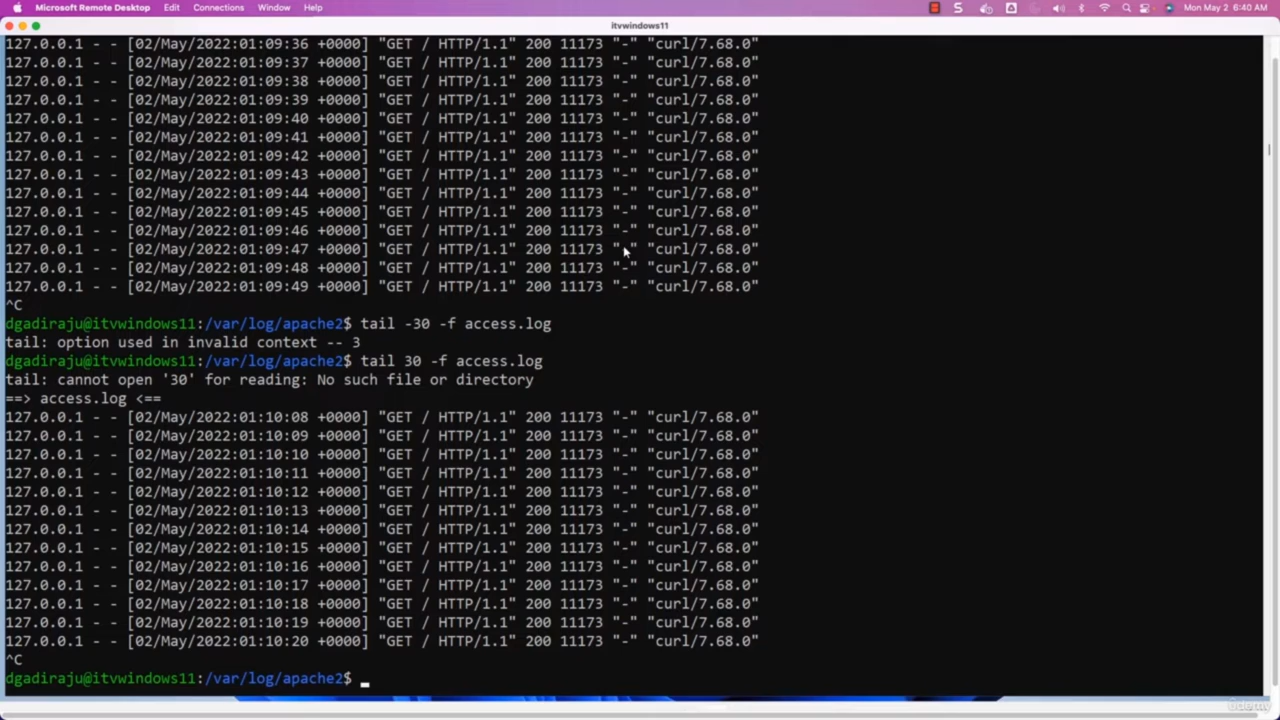 Microsoft Remote Desktop Edit Connections Window Help Mon May 2 6:40 AM
itvwindows11
127.0.0.1 - - [02/May/2022:01:09:36 +0000] "GET / HTTP/1.1" 200 11173 "-" "curl/7.68.0"
127.0.0.1 - - [02/May/2022:01:09:37 +0000] "GET / HTTP/1.1" 200 11173 "-" "curl/7.68.0"
127.0.0.1 - - [02/May/2022:01:09:38 +0000] "GET / HTTP/1.1" 200 11173 "-" "curl/7.68.0"
127.0.0.1 - - [02/May/2022:01:09:39 +0000] "GET / HTTP/1.1" 200 11173 "-" "curl/7.68.0"
127.0.0.1 - - [02/May/2022:01:09:40 +0000] "GET / HTTP/1.1" 200 11173 "-" "curl/7.68.0"
127.0.0.1 - - [02/May/2022:01:09:41 +0000] "GET / HTTP/1.1" 200 11173 "-" "curl/7.68.0"
127.0.0.1 - - [02/May/2022:01:09:42 +0000] "GET / HTTP/1.1" 200 11173 "-" "curl/7.68.0"
127.0.0.1 - - [02/May/2022:01:09:43 +0000] "GET / HTTP/1.1" 200 11173 "-" "curl/7.68.0"
127.0.0.1 - - [02/May/2022:01:09:44 +0000] "GET / HTTP/1.1" 200 11173 "-" "curl/7.68.0"
127.0.0.1 - - [02/May/2022:01:09:45 +0000] "GET / HTTP/1.1" 200 11173 "-" "curl/7.68.0"
127.0.0.1 - - [02/May/2022:01:09:46 +0000] "GET / HTTP/1.1" 200 11173 "-" "curl/7.68.0"
127.0.0.1 - - [02/May/2022:01:09:47 +0000] "GET / HTTP/1.1" 200 11173 "-" "curl/7.68.0"
127.0.0.1 - - [02/May/2022:01:09:48 +0000] "GET / HTTP/1.1" 200 11173 "-" "curl/7.68.0"
127.0.0.1 - - [02/May/2022:01:09:49 +0000] "GET / HTTP/1.1" 200 11173 "-" "curl/7.68.0"
^C
dgadiraju@itvwindows11:/var/log/apache2$ tail -30 -f access.log
tail: option used in invalid context -- 3
dgadiraju@itvwindows11:/var/log/apache2$ tail 30 -f access.log
tail: cannot open '30' for reading: No such file or directory
==> access.log <==
127.0.0.1 - - [02/May/2022:01:10:08 +0000] "GET / HTTP/1.1" 200 11173 "-" "curl/7.68.0"
127.0.0.1 - - [02/May/2022:01:10:09 +0000] "GET / HTTP/1.1" 200 11173 "-" "curl/7.68.0"
127.0.0.1 - - [02/May/2022:01:10:10 +0000] "GET / HTTP/1.1" 200 11173 "-" "curl/7.68.0"
127.0.0.1 - - [02/May/2022:01:10:11 +0000] "GET / HTTP/1.1" 200 11173 "-" "curl/7.68.0"
127.0.0.1 - - [02/May/2022:01:10:12 +0000] "GET / HTTP/1.1" 200 11173 "-" "curl/7.68.0"
127.0.0.1 - - [02/May/2022:01:10:13 +0000] "GET / HTTP/1.1" 200 11173 "-" "curl/7.68.0"
127.0.0.1 - - [02/May/2022:01:10:14 +0000] "GET / HTTP/1.1" 200 11173 "-" "curl/7.68.0"
127.0.0.1 - - [02/May/2022:01:10:15 +0000] "GET / HTTP/1.1" 200 11173 "-" "curl/7.68.0"
127.0.0.1 - - [02/May/2022:01:10:16 +0000] "GET / HTTP/1.1" 200 11173 "-" "curl/7.68.0"
127.0.0.1 - - [02/May/2022:01:10:17 +0000] "GET / HTTP/1.1" 200 11173 "-" "curl/7.68.0"
127.0.0.1 - - [02/May/2022:01:10:18 +0000] "GET / HTTP/1.1" 200 11173 "-" "curl/7.68.0"
127.0.0.1 - - [02/May/2022:01:10:19 +0000] "GET / HTTP/1.1" 200 11173 "-" "curl/7.68.0"
127.0.0.1 - - [02/May/2022:01:10:20 +0000] "GET / HTTP/1.1" 200 11173 "-" "curl/7.68.0"
^C
dgadiraju@itvwindows11:/var/log/apache2$
ûdemy